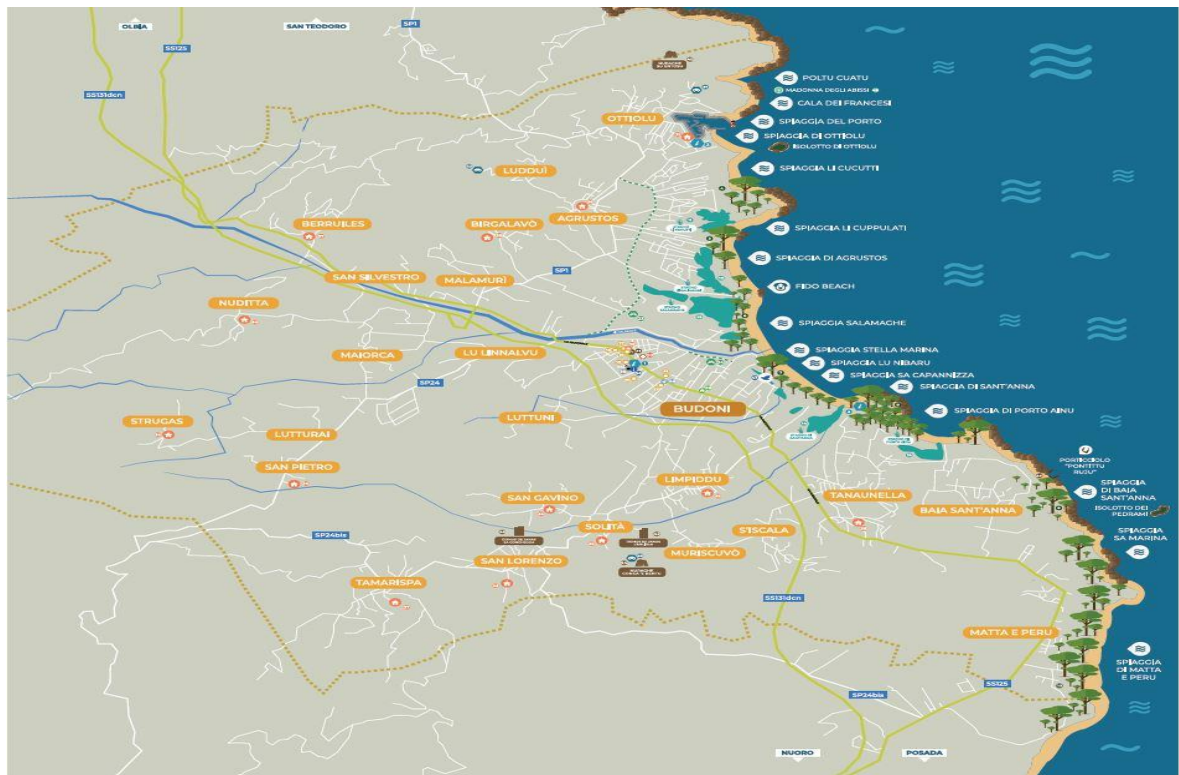 OLBIA
SAN TEODORO
SP1
SS125
SS131dcn
POLTU CUATU
MADONNA DEGLI ABISSI
CALA DEI FRANCESI
OTTIOLU
SPIAGGIA DEL PORTO
SPIAGGIA DI OTTIOLU
ISOLOTTO DI OTTIOLU
LUDDUÌ
SPIAGGIA LI CUCUTTI
BERRUILES
BIRGALAVÒ
AGRUSTOS
SPIAGGIA LI CUPPULATI
SPIAGGIA DI AGRUSTOS
SAN SILVESTRO
MALAMURÌ
SP1
FIDO BEACH
NUDITTA
SPIAGGIA SALAMAGHE
MAIORCA
LU LINNALVU
SPIAGGIA STELLA MARINA
SPIAGGIA LU NIBARU
SPIAGGIA SA CAPANNIZZA
SP24
SPIAGGIA DI SANT'ANNA
BUDONI
SPIAGGIA DI PORTO AINU
STRUGAS
LUTTUNI
LUTTURAI
SAN PIETRO
PORTICCIOLO
"PONTITTU
RUSU"
LIMPIDDU
SAN GAVINO
TANAUNELLA
BAIA SANT'ANNA
SPIAGGIA
DI BAIA
SANT'ANNA
ISOLOTTO DEI
PEDRAMI
SOLITÀ
S'ISCALA
SP24bis
SPIAGGIA
SA MARINA
SAN LORENZO
MURISCUVÒ
TAMARISPA
SS131dcn
MATTA E PERU
SPIAGGIA
DI MATTA
E PERU
SS125
SP24bis
NUORO
POSADA